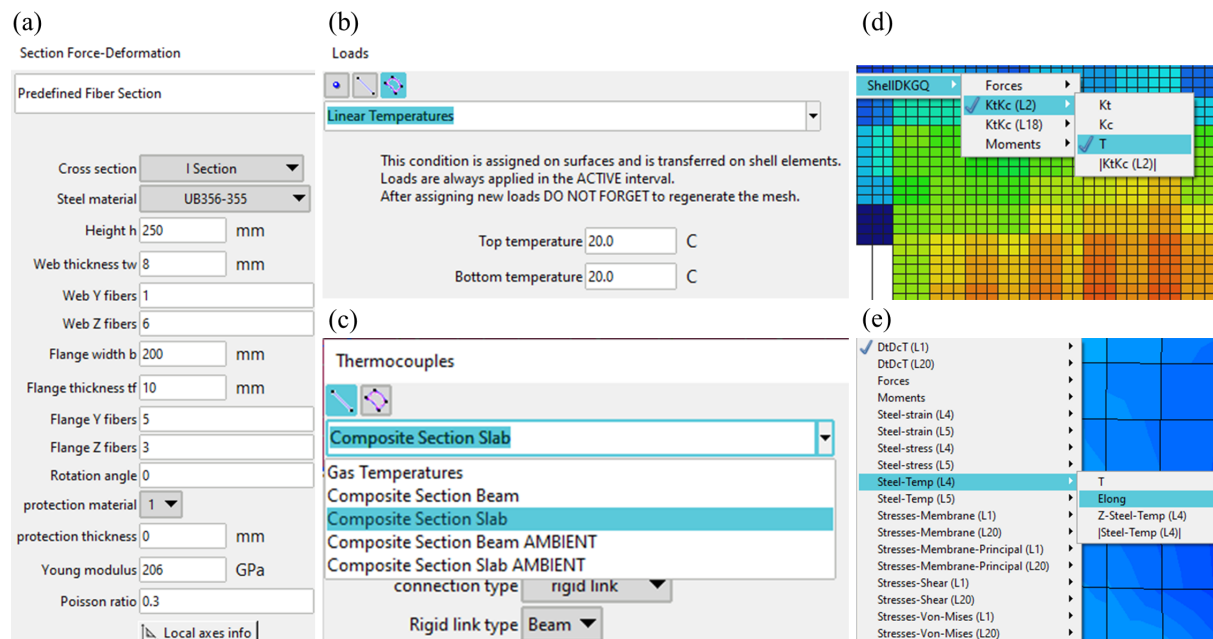 (a)
Section Force-Deformation
Predefined Fiber Section
Cross section I Section
Steel material UB356-355
Height h 250 mm
Web thickness tw 8 mm
Web Y fibers 1
Web Z fibers 6
Flange width b 200 mm
Flange thickness tf 10 mm
Flange Y fibers 5
Flange Z fibers 3
Rotation angle 0
protection material 1
protection thickness 0 mm
Young modulus 206 GPa
Poisson ratio 0.3
Local axes info
(b)
Loads
Linear Temperatures
This condition is assigned on surfaces and is transferred on shell elements.
Loads are always applied in the ACTIVE interval.
After assigning new loads DO NOT FORGET to regenerate the mesh.
Top temperature 20.0 C
Bottom temperature 20.0 C
(c)
Thermocouples
Composite Section Slab
Gas Temperatures
Composite Section Beam
Composite Section Slab
Composite Section Beam AMBIENT
Composite Section Slab AMBIENT
connection type rigid link
Rigid link type Beam
(d)
ShellDKGQ
Forces
KtKc (L2)
KtKc (L18)
Moments
Kt
Kc
T
|KtKc (L2)|
(e)
DtDcT (L1)
DtDcT (L20)
Forces
Moments
Steel-strain (L4)
Steel-strain (L5)
Steel-stress (L4)
Steel-stress (L5)
Steel-Temp (L4)
Steel-Temp (L5)
Stresses-Membrane (L1)
Stresses-Membrane (L20)
Stresses-Membrane-Principal (L1)
Stresses-Membrane-Principal (L20)
Stresses-Shear (L1)
Stresses-Shear (L20)
Stresses-Von-Mises (L1)
Stresses-Von-Mises (L20)
T
Elong
Z-Steel-Temp (L4)
|Steel-Temp (L4)|